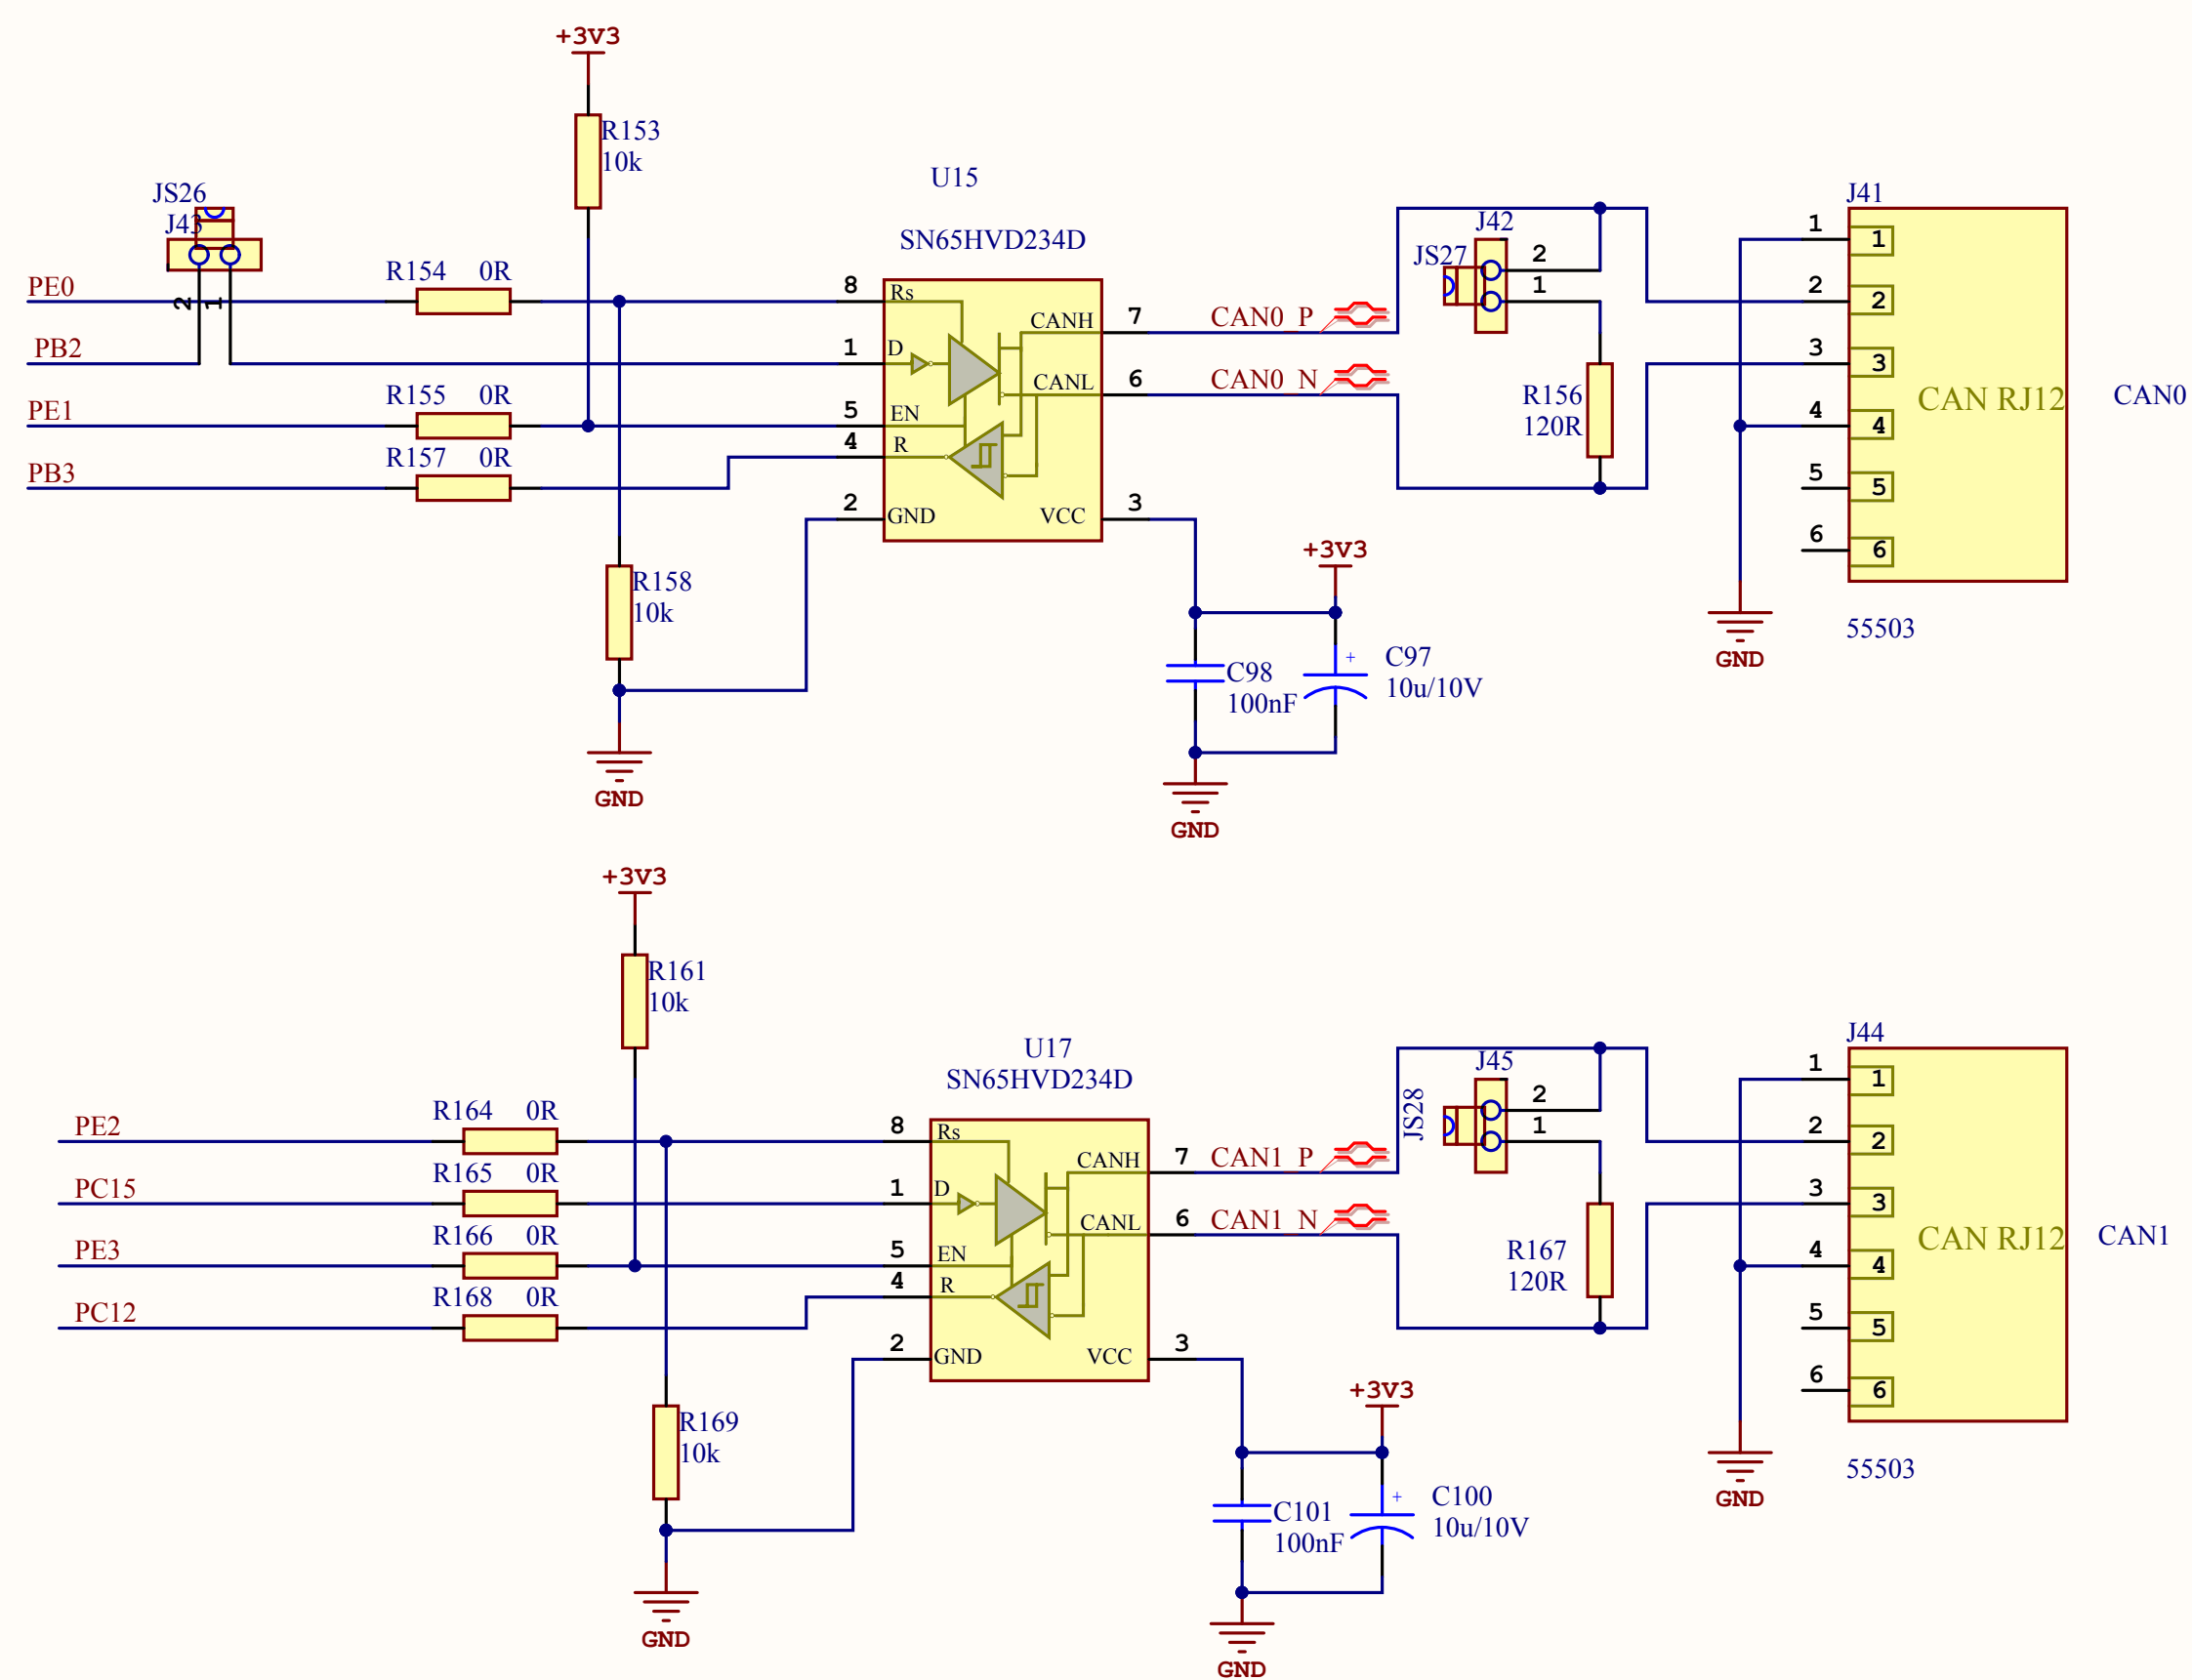 +3V3
R153
10k
U15
SN65HVD234D
JS26
J43
2
1
PE0
R154 0R
PB2
PE1
R155 0R
PB3
R157 0R
8 Rs
1 D
5 EN
4 R
2 GND
CANH 7
CANL 6
VCC 3
CAN0_P
CAN0_N
J42
JS27
2
1
R156
120R
J41
1 1
2 2
3 3
4 4
5 5
6 6
CAN RJ12
CAN0
55503
GND
R158
10k
GND
+3V3
C98
100nF
+
C97
10u/10V
GND
+3V3
R161
10k
U17
SN65HVD234D
PE2
R164 0R
PC15
R165 0R
PE3
R166 0R
PC12
R168 0R
8 Rs
1 D
5 EN
4 R
2 GND
CANH 7
CANL 6
VCC 3
CAN1_P
CAN1_N
J45
JS28
2
1
R167
120R
J44
1 1
2 2
3 3
4 4
5 5
6 6
CAN RJ12
CAN1
55503
GND
R169
10k
GND
+3V3
C101
100nF
+
C100
10u/10V
GND